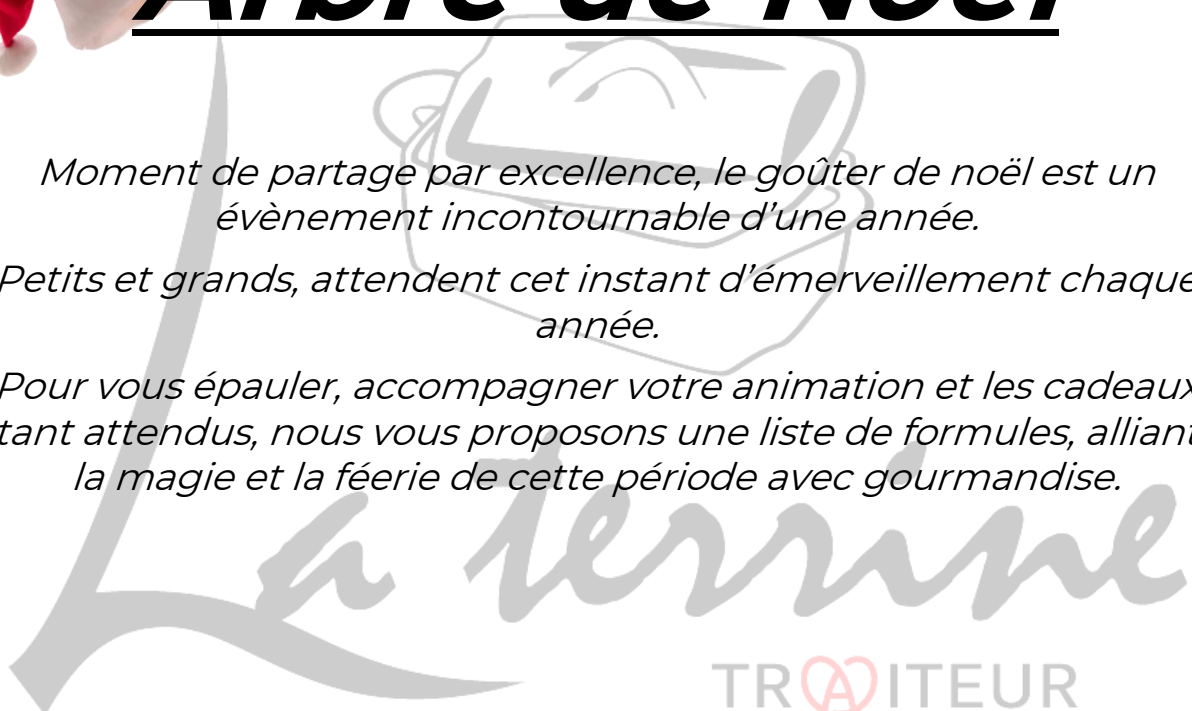 Arbre de Noël
Moment de partage par excellence, le goûter de noël est un
évènement incontournable d’une année.
Petits et grands, attendent cet instant d’émerveillement chaque
année.
Pour vous épauler, accompagner votre animation et les cadeaux
tant attendus, nous vous proposons une liste de formules, alliant
la magie et la féerie de cette période avec gourmandise.
La terrine
TRAITEUR